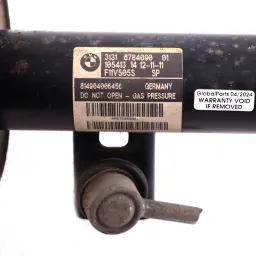 3131 6784090 01
105413 14 12-11-11
F11V505S SP
814904006456 GERMANY
DO NOT OPEN - GAS PRESSURE
GlobalParts 04/2024
WARRANTY VOID
IF REMOVED